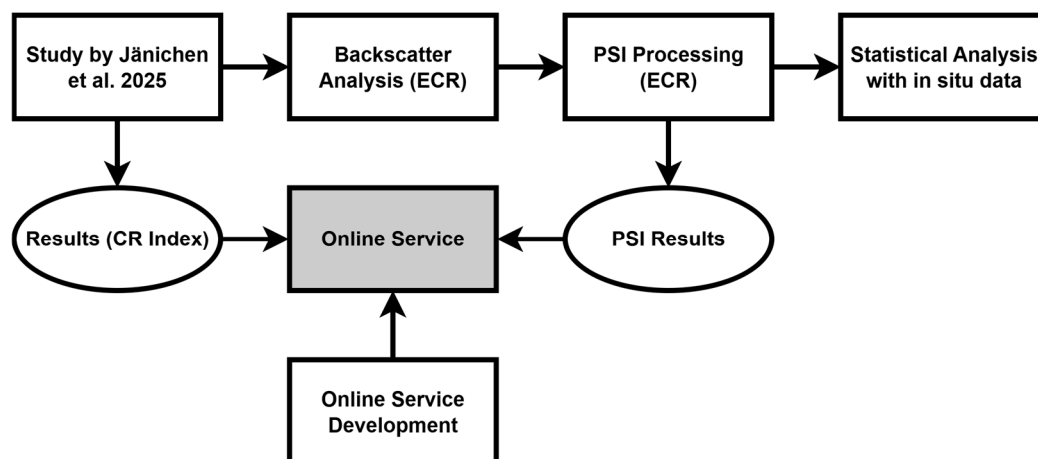 Study by Jänichen
et al. 2025
Backscatter
Analysis (ECR)
PSI Processing
(ECR)
Statistical Analysis
with in situ data
Results (CR Index)
Online Service
PSI Results
Online Service
Development